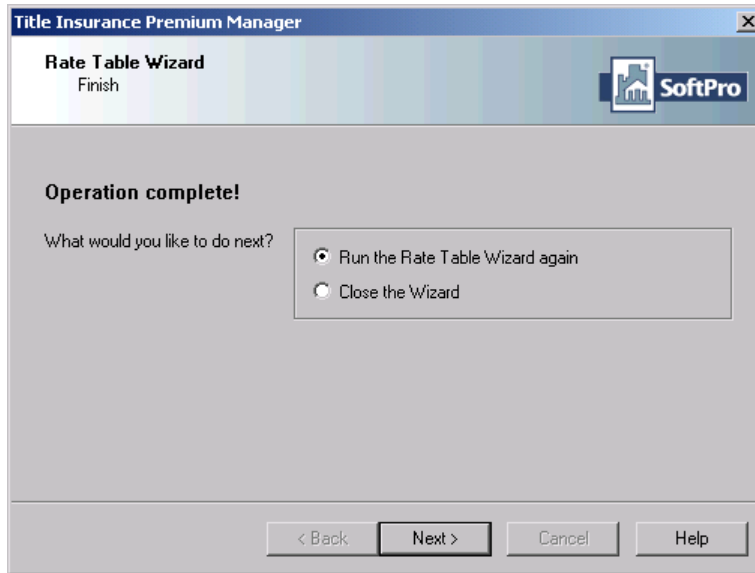 Title Insurance Premium Manager
Rate Table Wizard
Finish
SoftPro
Operation complete!
What would you like to do next?
Run the Rate Table Wizard again
Close the Wizard
< Back
Next >
Cancel
Help